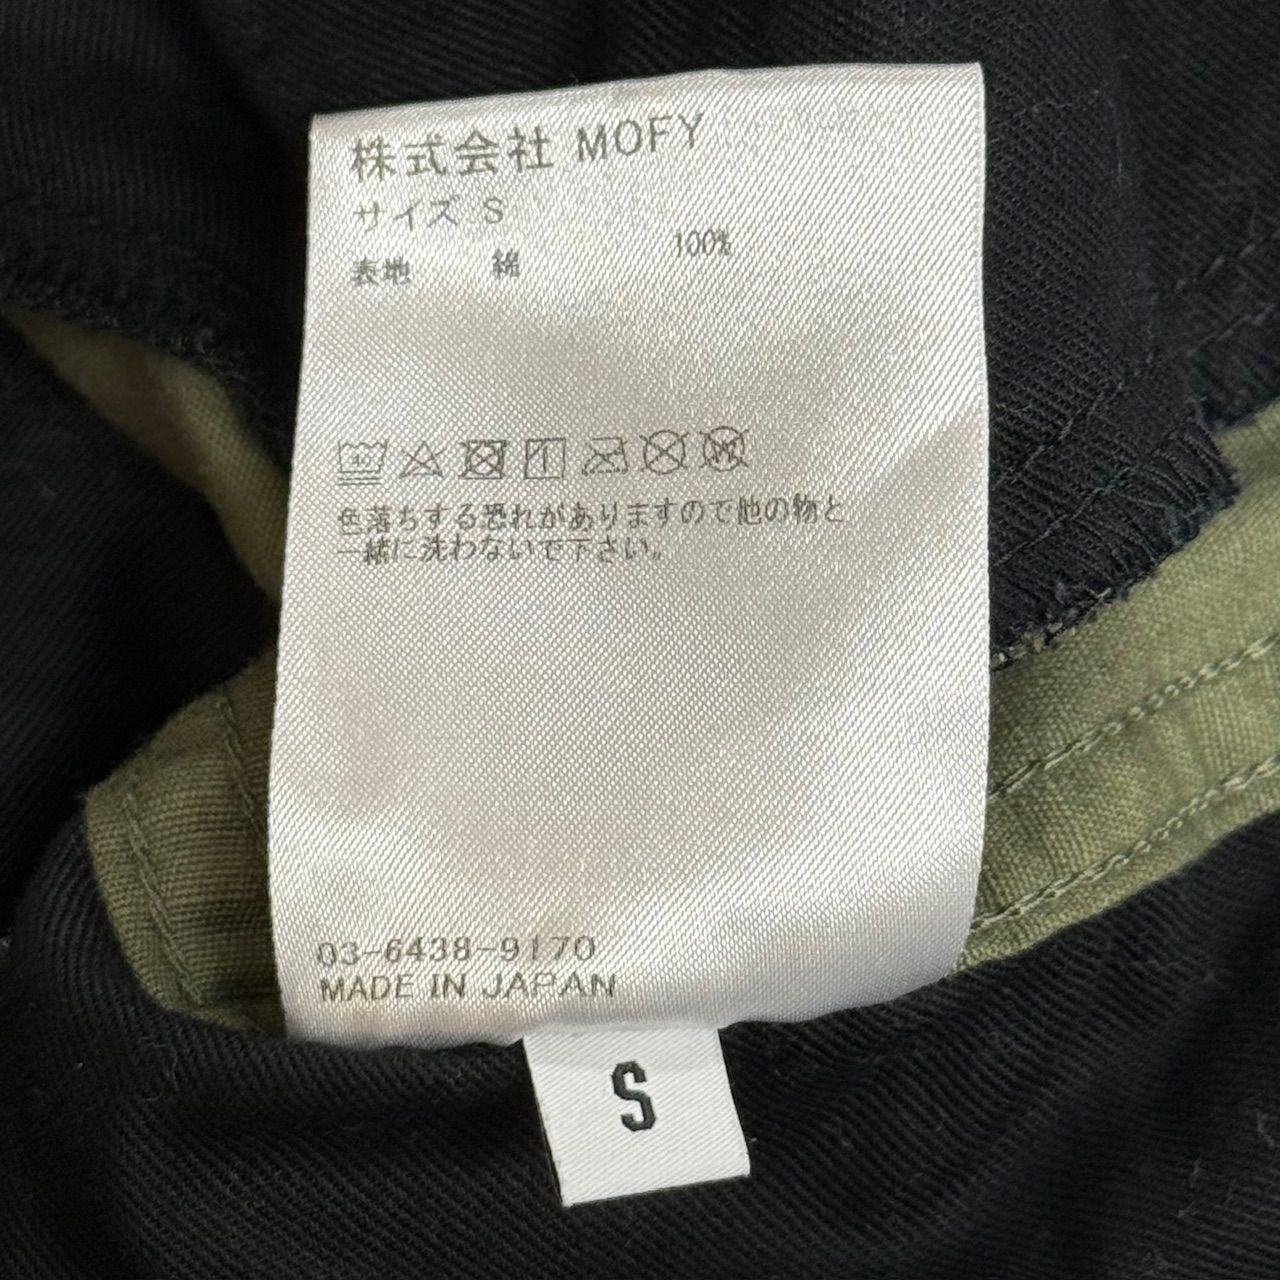 株式会社 MOFY
サイズ S
表地 綿 100%
色落ちする恐れがありますので他の物と
一緒に洗わないで下さい。
03-6438-9170
MADE IN JAPAN
S